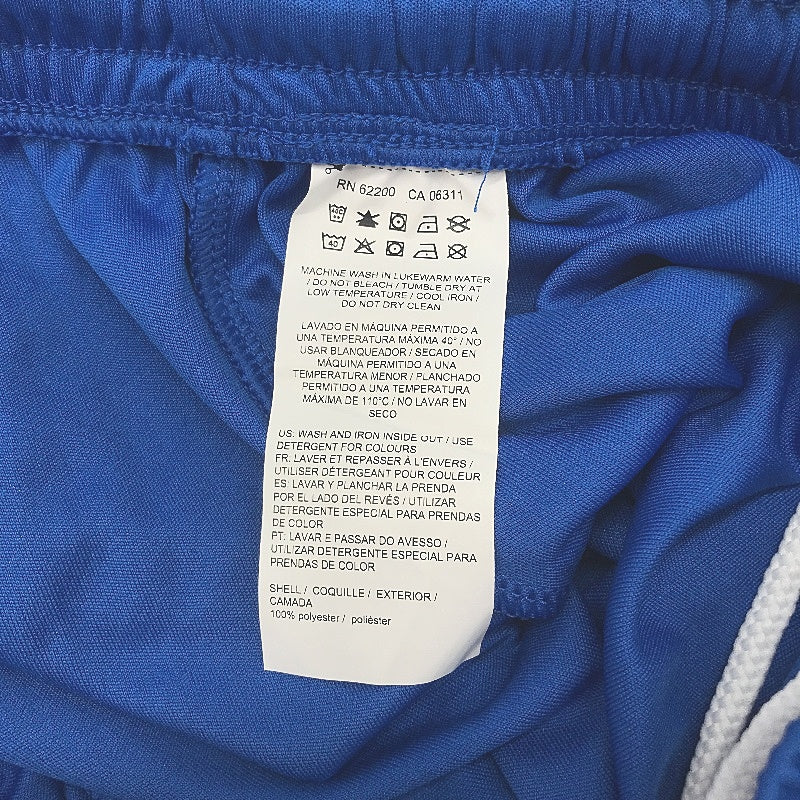 RN 62200 CA 06311
40C
40
MACHINE WASH IN LUKEWARM WATER
/ DO NOT BLEACH / TUMBLE DRY AT
LOW TEMPERATURE / COOL IRON /
DO NOT DRY CLEAN
LAVADO EN MÁQUINA PERMITIDO A
UNA TEMPERATURA MÁXIMA 40° / NO
USAR BLANQUEADOR / SECADO EN
MÁQUINA PERMITIDO A UNA
TEMPERATURA MENOR / PLANCHADO
PERMITIDO A UNA TEMPERATURA
MÁXIMA DE 110°C / NO LAVAR EN
SECO
US: WASH AND IRON INSIDE OUT / USE
DETERGENT FOR COLOURS
FR: LAVER ET REPASSER À L'ENVERS /
UTILISER DÉTERGEANT POUR COULEUR
ES: LAVAR Y PLANCHAR LA PRENDA
POR EL LADO DEL REVÉS / UTILIZAR
DETERGENTE ESPECIAL PARA PRENDAS
DE COLOR
PT: LAVAR E PASSAR DO AVESSO /
UTILIZAR DETERGENTE ESPECIAL PARA
PRENDAS DE COLOR
SHELL / COQUILLE / EXTERIOR /
CAMADA
100% polyester / poliéster